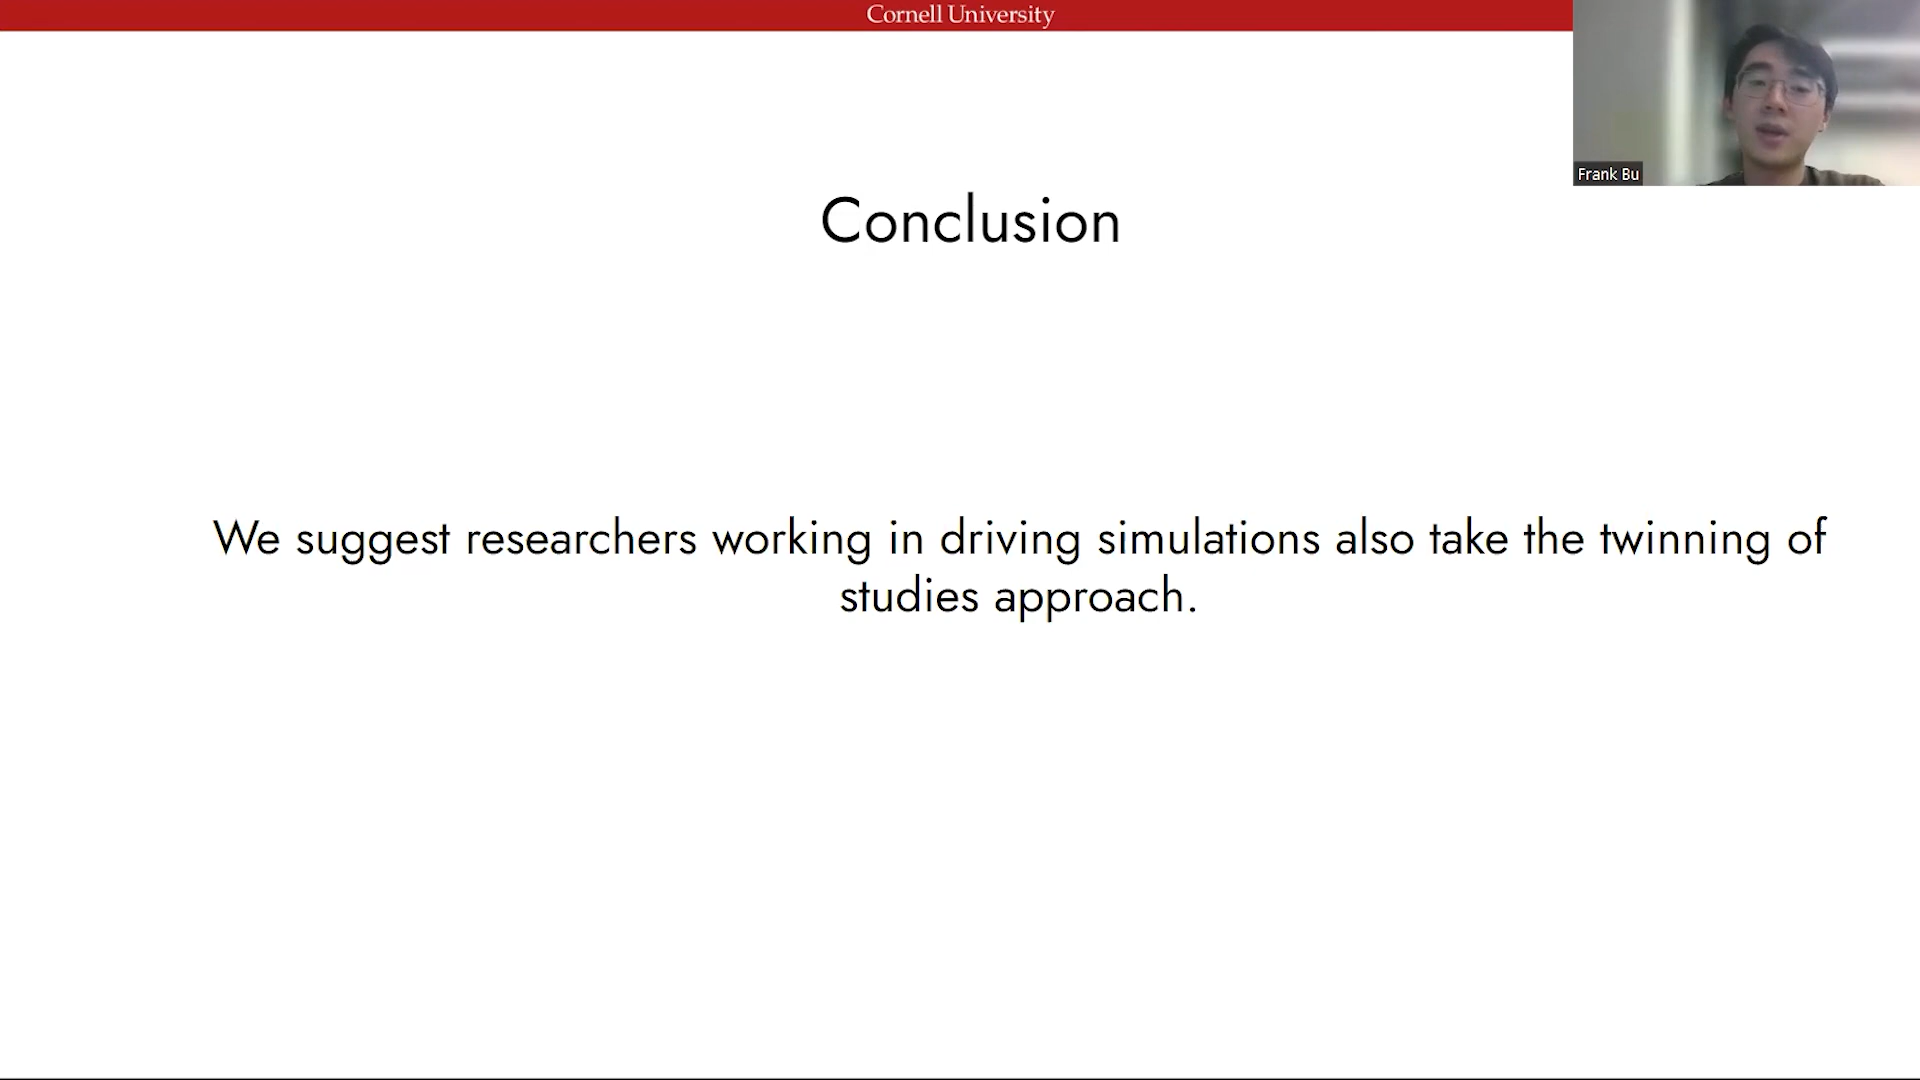 Cornell University
Frank Bu
Conclusion
We suggest researchers working in driving simulations also take the twinning of
studies approach.